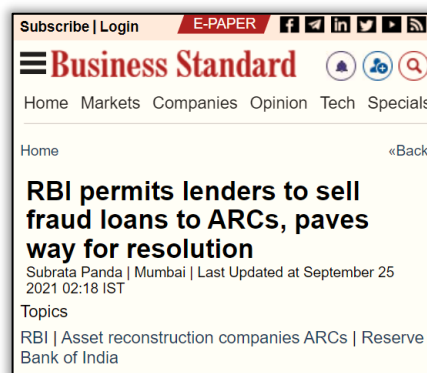 Subscribe | Login E-PAPER
Business Standard
Home Markets Companies Opinion Tech Specials
Home «Back
RBI permits lenders to sell
fraud loans to ARCs, paves
way for resolution
Subrata Panda | Mumbai | Last Updated at September 25
2021 02:18 IST
Topics
RBI | Asset reconstruction companies ARCs | Reserve
Bank of India